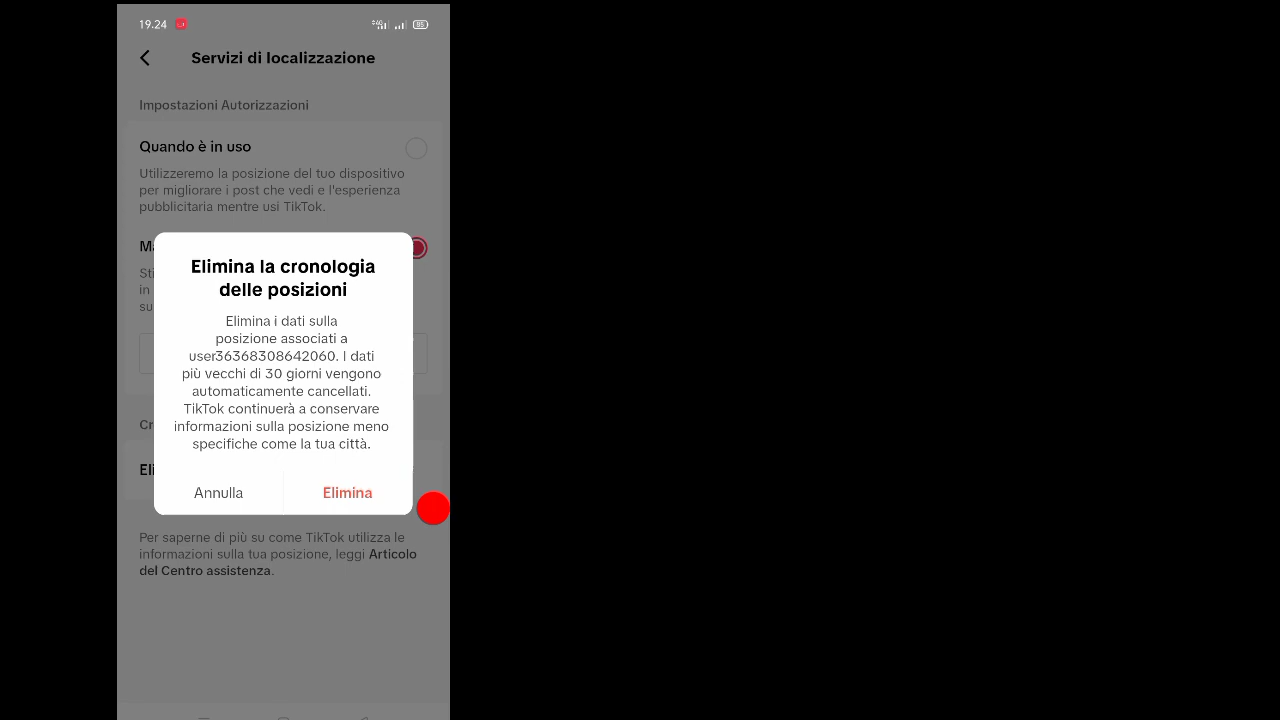 19.24
85
Servizi di localizzazione
Impostazioni Autorizzazioni
Quando è in uso
Utilizzeremo la posizione del tuo dispositivo
per migliorare i post che vedi e l'esperienza
pubblicitaria mentre usi TikTok.
Elimina la cronologia
delle posizioni
Elimina i dati sulla
posizione associati a
user36368308642060. I dati
più vecchi di 30 giorni vengono
automaticamente cancellati.
TikTok continuerà a conservare
informazioni sulla posizione meno
specifiche come la tua città.
Annulla Elimina
Per saperne di più su come TikTok utilizza le
informazioni sulla tua posizione, leggi Articolo
del Centro assistenza.